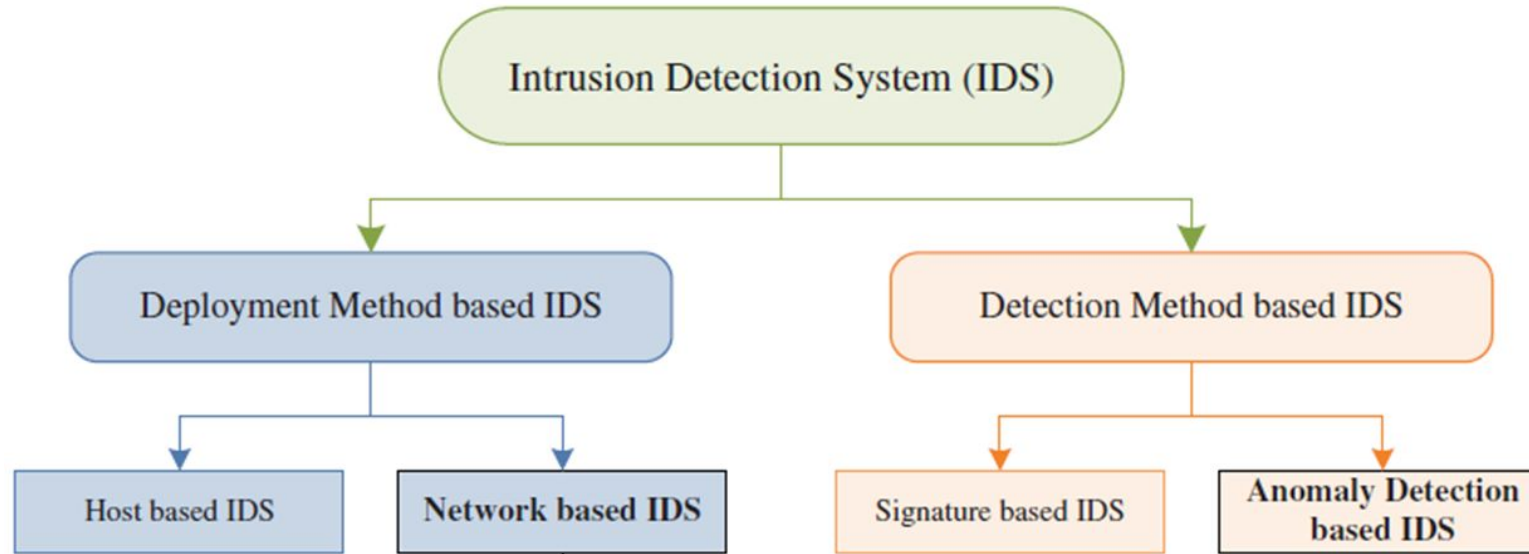 Intrusion Detection System (IDS)
Deployment Method based IDS
Detection Method based IDS
Host based IDS
Network based IDS
Signature based IDS
Anomaly Detection
based IDS